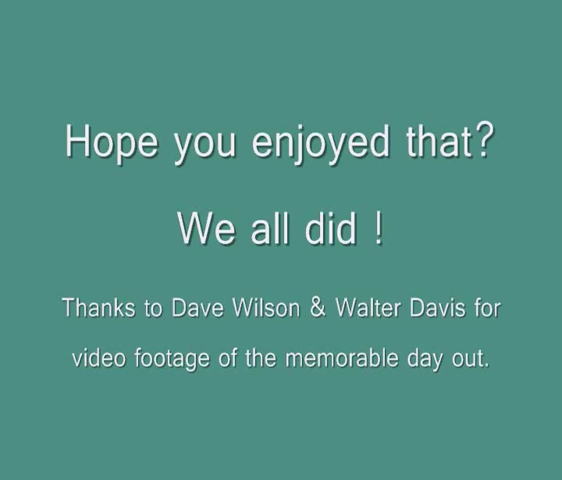 Hope you enjoyed that?
We all did !
Thanks to Dave Wilson & Walter Davis for
video footage of the memorable day out.